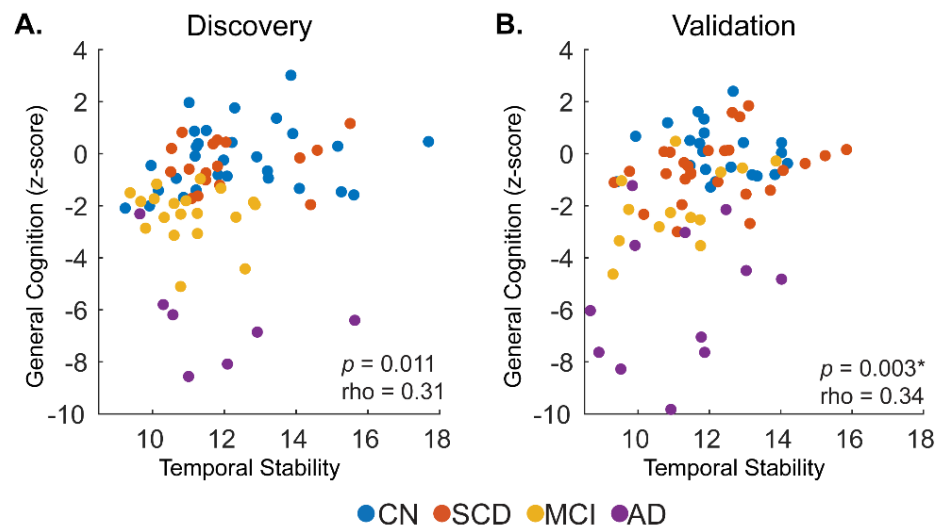 A. Discovery
General Cognition (z-score)
4
2
0
-2
-4
-6
-8
-10
p = 0.011
rho = 0.31
10 12 14 16 18
Temporal Stability
B. Validation
General Cognition (z-score)
4
2
0
-2
-4
-6
-8
-10
p = 0.003*
rho = 0.34
10 12 14 16 18
Temporal Stability
CN SCD MCI AD